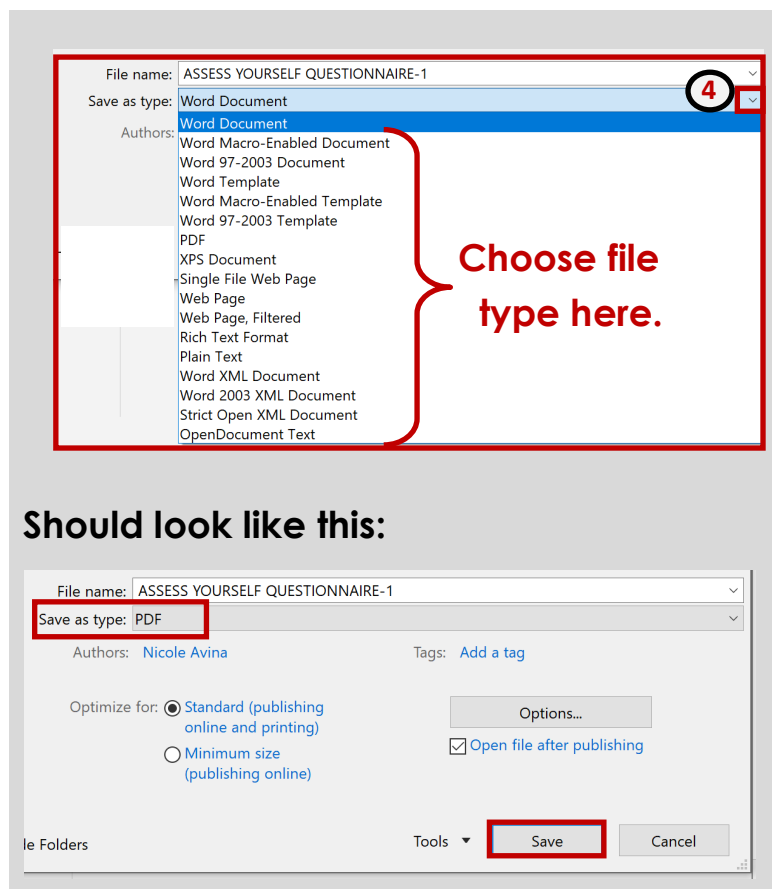 File name: ASSESS YOURSELF QUESTIONNAIRE-1
Save as type: Word Document
4
Authors:
Word Document
Word Macro-Enabled Document
Word 97-2003 Document
Word Template
Word Macro-Enabled Template
Word 97-2003 Template
PDF
XPS Document
Single File Web Page
Web Page
Web Page, Filtered
Rich Text Format
Plain Text
Word XML Document
Word 2003 XML Document
Strict Open XML Document
OpenDocument Text
Choose file
type here.
Should look like this:
File name: ASSESS YOURSELF QUESTIONNAIRE-1
Save as type: PDF
Authors: Nicole Avina Tags: Add a tag
Optimize for: Standard (publishing
online and printing)
Minimum size
(publishing online)
Options...
Open file after publishing
le Folders Tools Save Cancel